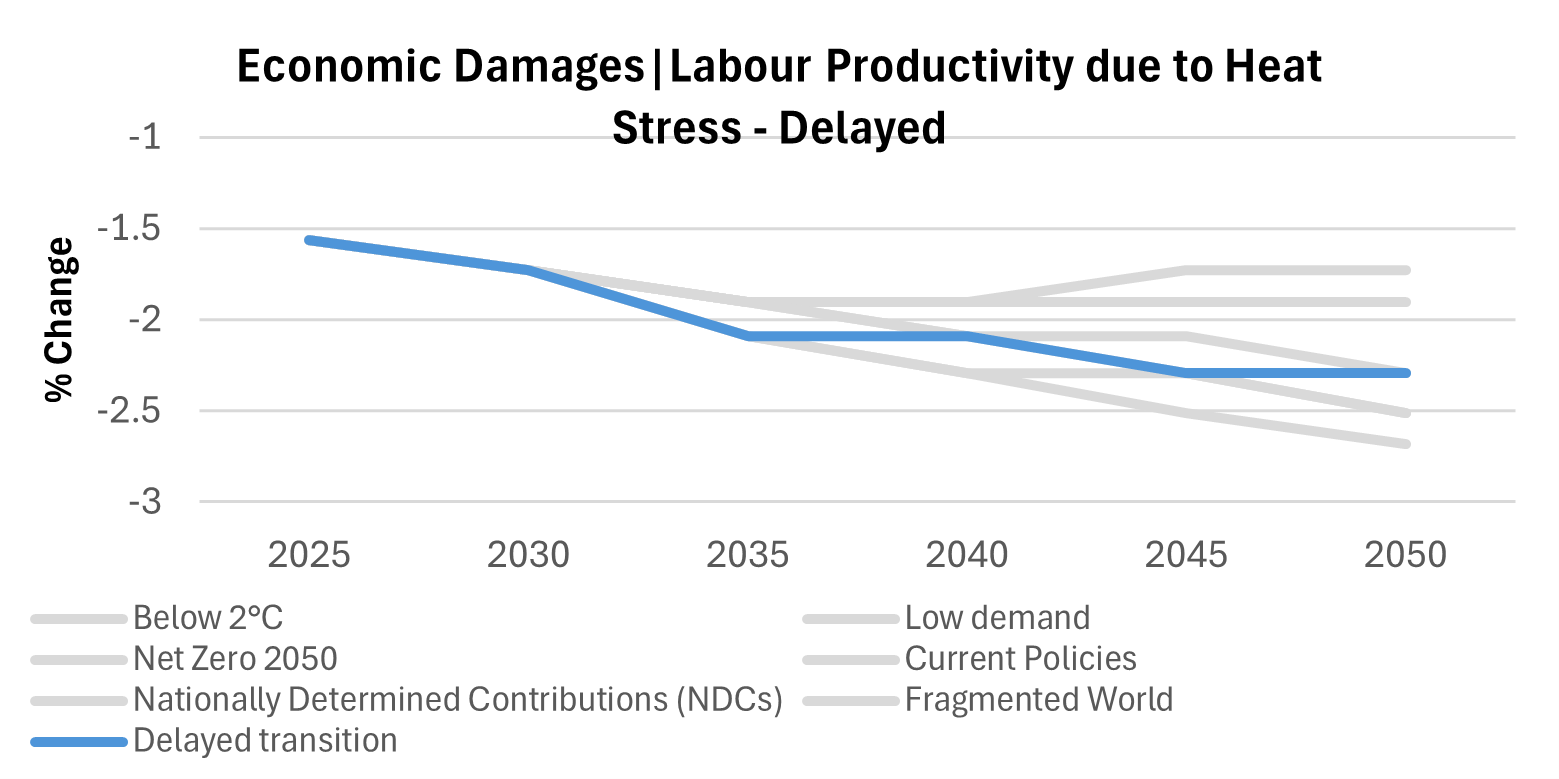 Economic Damages|Labour Productivity due to Heat
Stress - Delayed
-1
-1.5
-2
-2.5
-3
% Change
2025 2030 2035 2040 2045 2050
Below 2°C Low demand
Net Zero 2050 Current Policies
Nationally Determined Contributions (NDCs) Fragmented World
Delayed transition